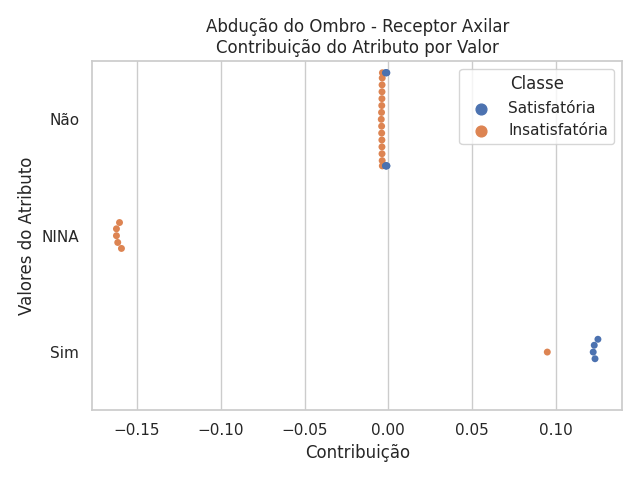 Abdução do Ombro - Receptor Axilar
Contribuição do Atributo por Valor
Classe
Satisfatória
Insatisfatória
Valores do Atributo
Não
NINA
Sim
−0.15
−0.10
−0.05
0.00
0.05
0.10
Contribuição